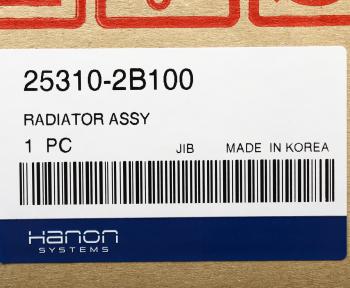 25310-2B100
RADIATOR ASSY
1 PC JIB MADE IN KOREA
Hanon
SYSTEMS